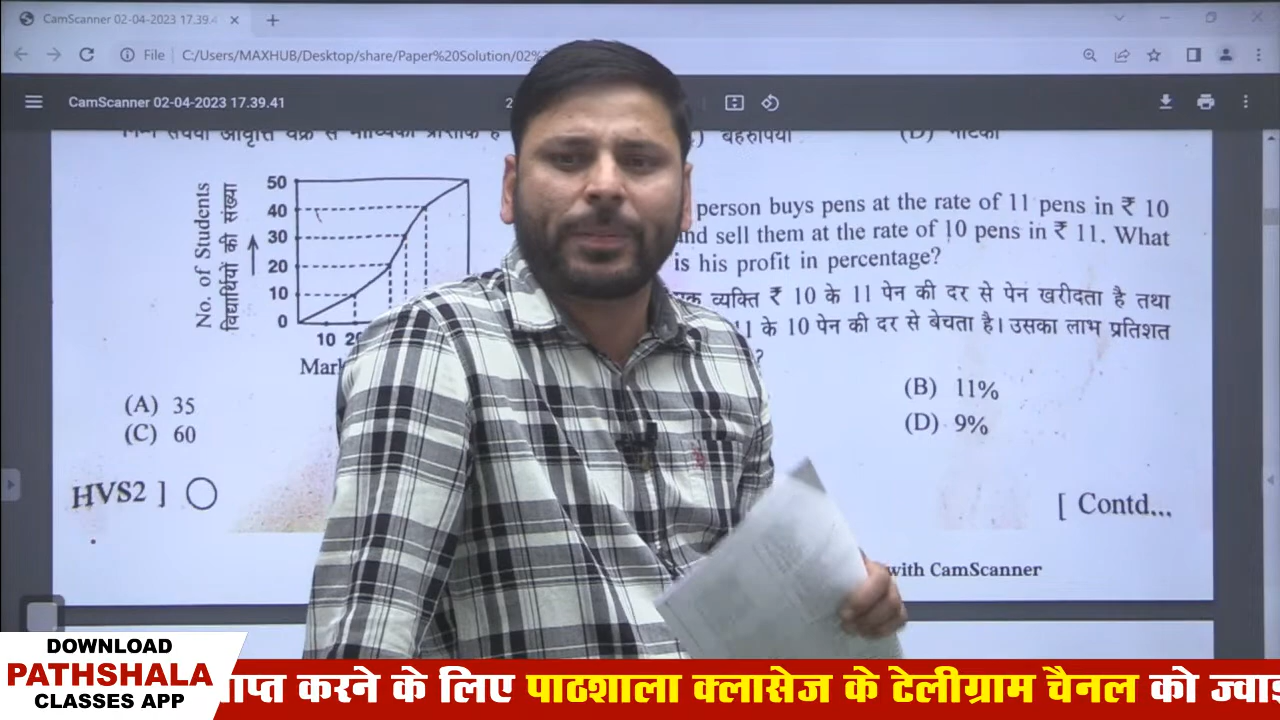 CamScanner 02-04-2023 17.39.4
File C:/Users/MAXHUB/Desktop/share/Paper%20Solution/02%
CamScanner 02-04-2023 17.39.41
बहरुपिया
No. of Students
विद्यार्थियों की संख्या
50
40
30
20
10
0
10
(A) 35
(C) 60
HVS2 ]
person buys pens at the rate of 11 pens in ₹ 10
and sell them at the rate of 10 pens in ₹ 11. What
is his profit in percentage?
व्यक्ति ₹ 10 के 11 पेन की दर से पेन खरीदता है तथा
के 10 पेन की दर से बेचता है। उसका लाभ प्रतिशत
?
(B) 11%
(D) 9%
[ Contd...
with CamScanner
DOWNLOAD
PATHSHALA
CLASSES APP
करने के लिए पाठशाला क्लासेज के टेलीग्राम चैनल को